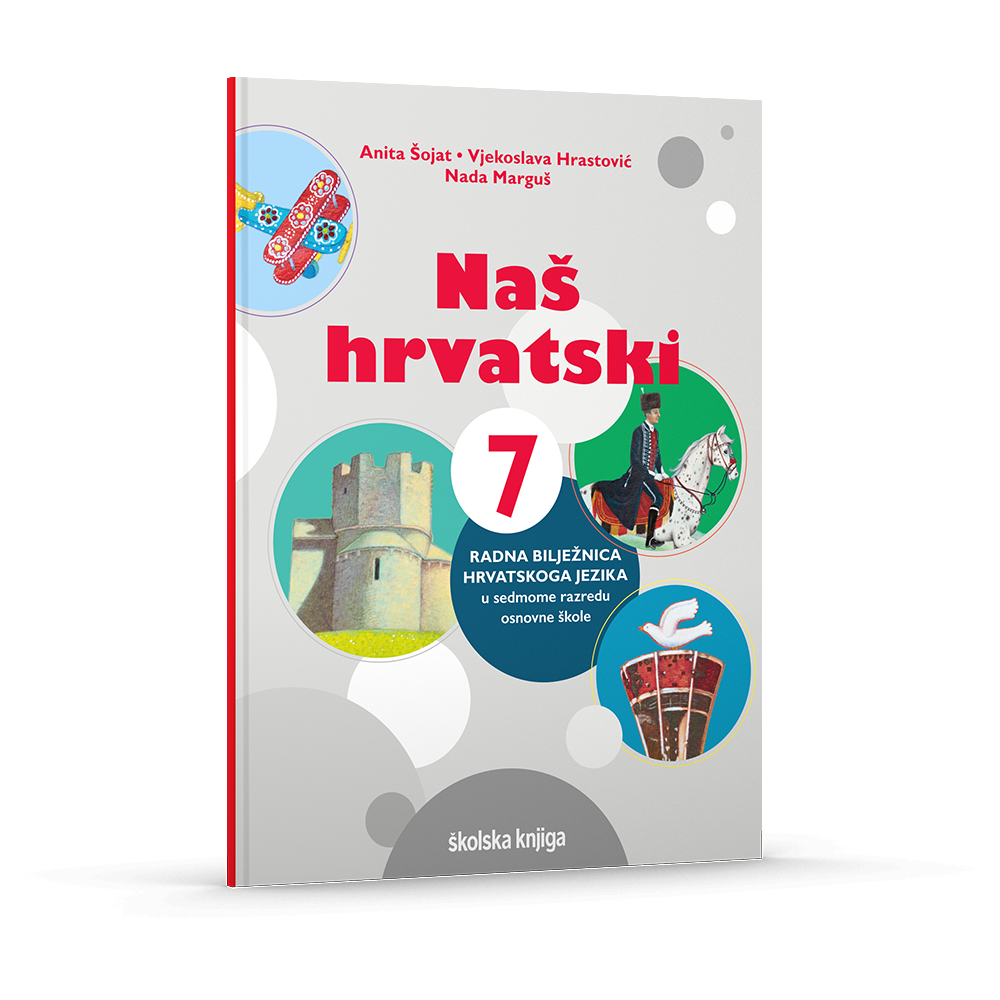 Anita Šojat • Vjekoslava Hrastović
Nada Marguš
Naš
hrvatski
7
RADNA BILJEŽNICA
HRVATSKOGA JEZIKA
u sedmome razredu
osnovne škole
školska knjiga